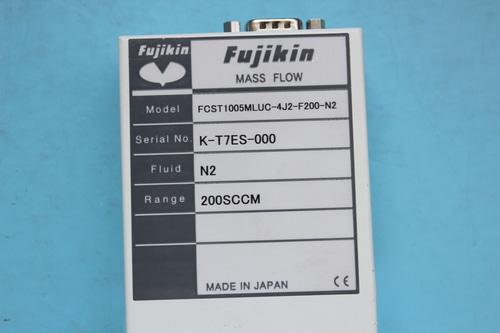 Fujikin
Fujikin
MASS FLOW
Model FCST1005MLUC-4J2-F200-N2
Serial No. K-T7ES-000
Fluid N2
Range 200SCCM
MADE IN JAPAN CE